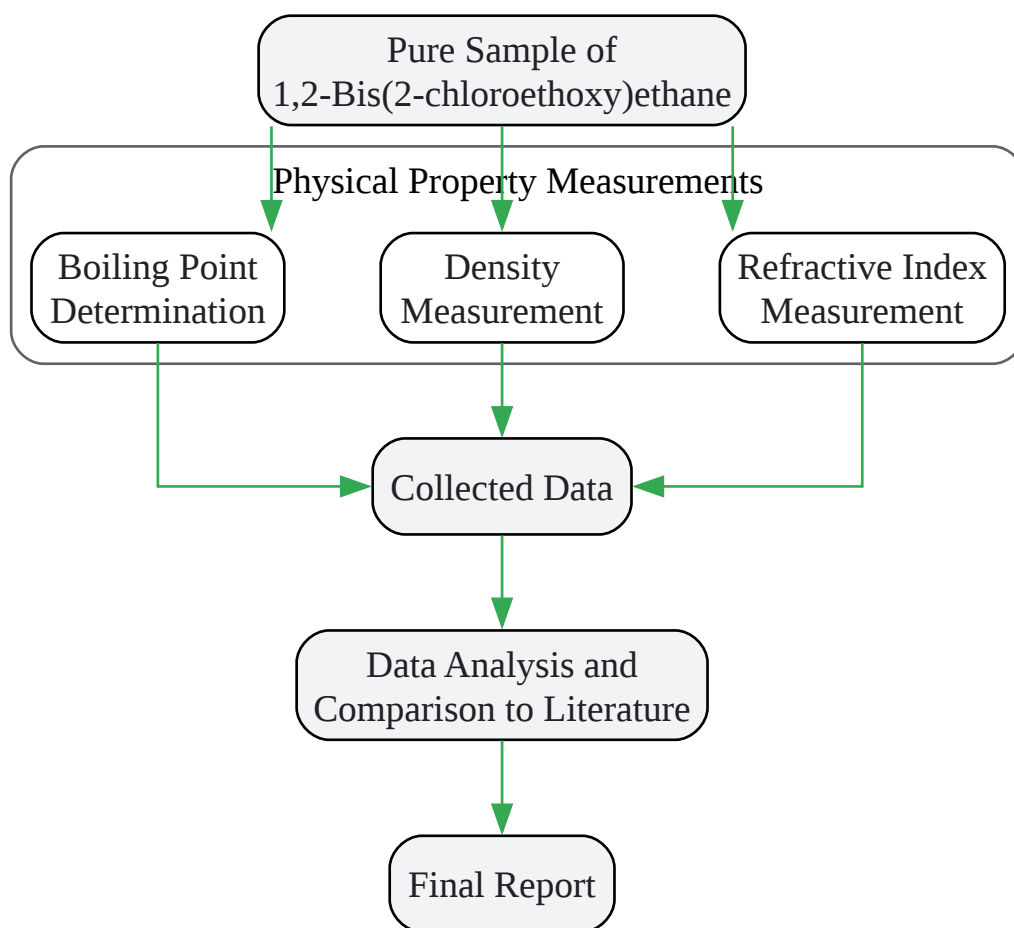 Pure Sample of
1,2-Bis(2-chloroethoxy)ethane
Physical Property Measurements
Boiling Point
Determination
Density
Measurement
Refractive Index
Measurement
Collected Data
Data Analysis and
Comparison to Literature
Final Report